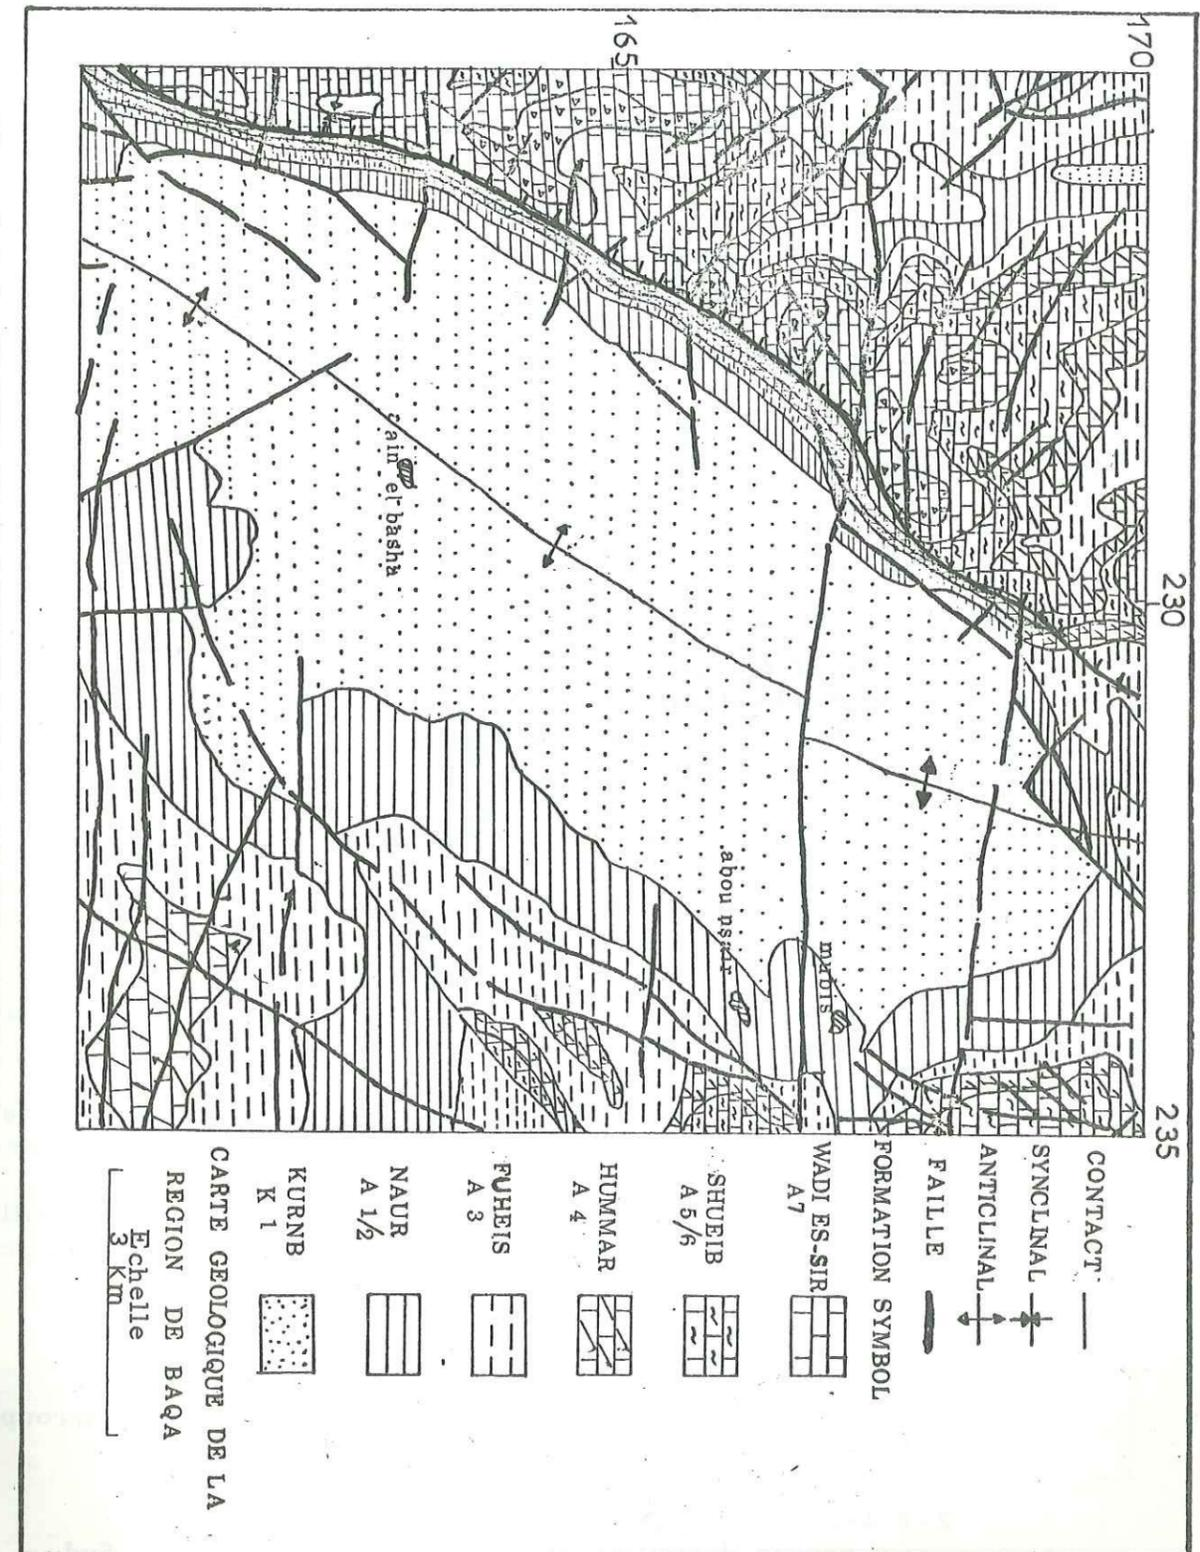 170
165
230
235
ain el basha
abou nsair
mubis
CONTACT
SYNCLINAL
ANTICLINAL
FAILLE
FORMATION SYMBOL
WADI ES-SIR
A7
SHUEIB
A 5/6
HUMMAR
A 4
FUHEIS
A 3
NAUR
A 1/2
KURNB
K 1
CARTE GEOLOGIQUE DE LA
REGION DE BAQA
Echelle
3 Km